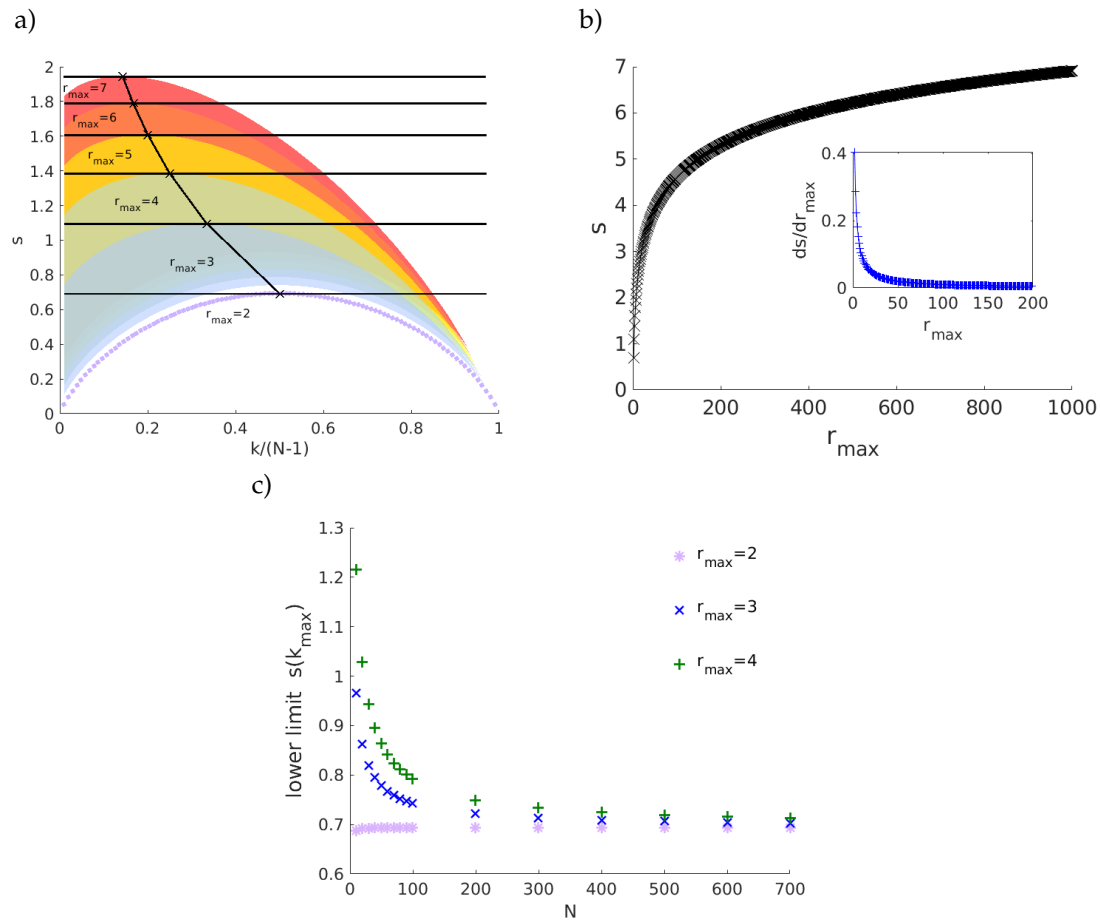 a)
b)
2
1.8
1.6
1.4
1.2
1
0.8
0.6
0.4
0.2
0
s
r_max=7
r_max=6
r_max=5
r_max=4
r_max=3
r_max=2
0 0.2 0.4 0.6 0.8 1
k/(N-1)
7
6
5
4
3
2
1
0
s
0 200 400 600 800 1000
r_max
0.4
0.2
0
ds/dr_max
0 50 100 150 200
r_max
c)
1.3
1.2
1.1
1
0.9
0.8
0.7
0.6
lower limit s(k_max)
r_max=2
r_max=3
r_max=4
0 100 200 300 400 500 600 700
N